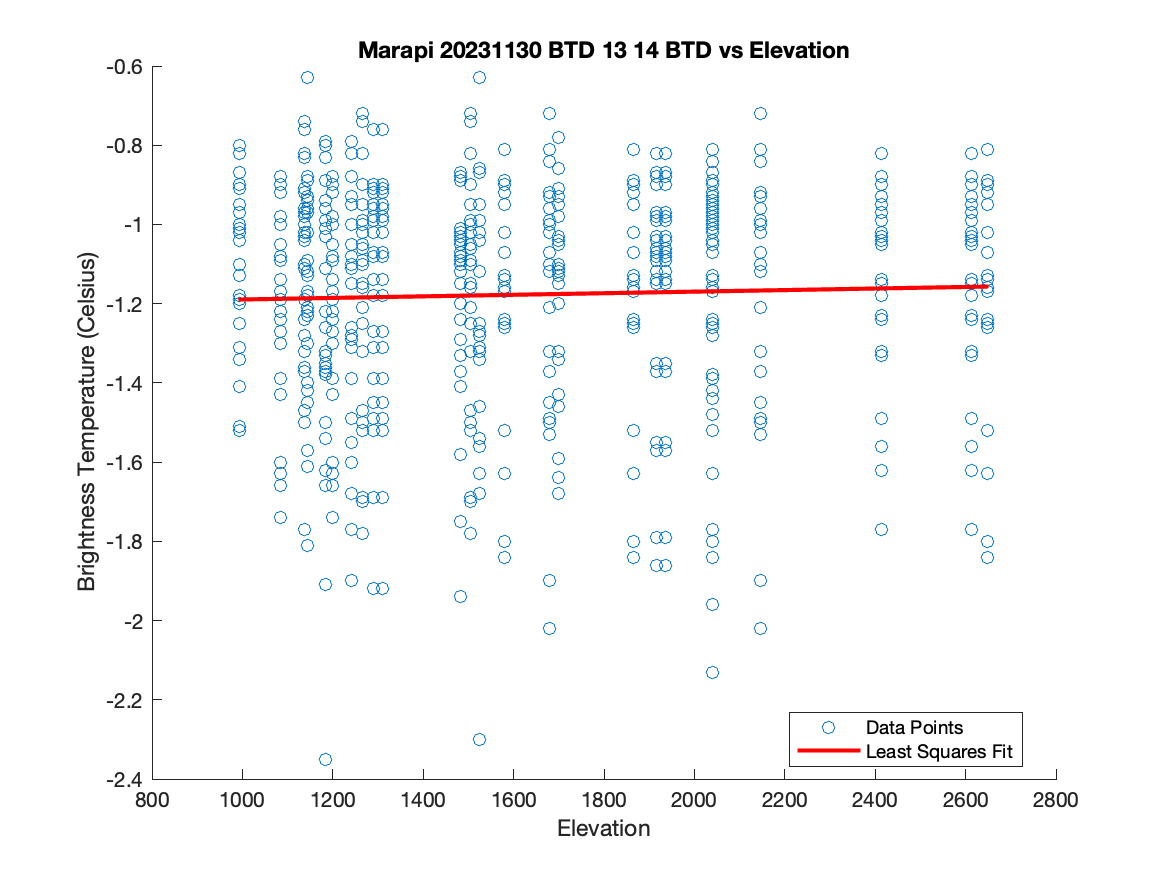 Marapi 20231130 BTD 13 14 BTD vs Elevation
Brightness Temperature (Celsius)
-0.6
-0.8
-1
-1.2
-1.4
-1.6
-1.8
-2
-2.2
-2.4
Data Points
Least Squares Fit
800 1000 1200 1400 1600 1800 2000 2200 2400 2600 2800
Elevation